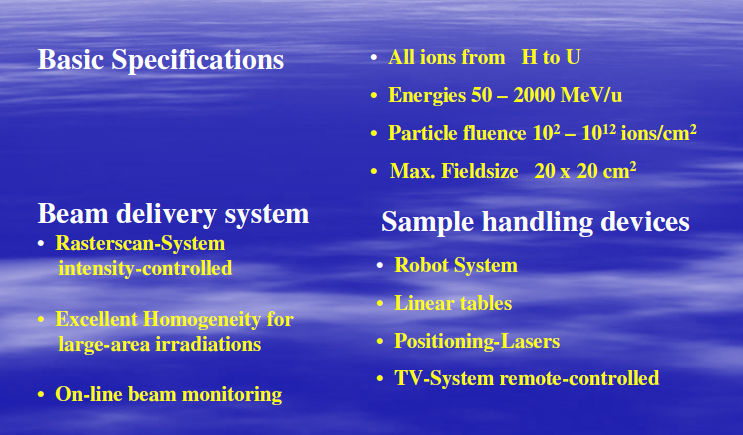 Basic Specifications
• All ions from H to U
• Energies 50 – 2000 MeV/u
• Particle fluence 10² – 10¹² ions/cm²
• Max. Fieldsize 20 x 20 cm²
Beam delivery system
• Rasterscan-System
intensity-controlled
• Excellent Homogeneity for
large-area irradiations
• On-line beam monitoring
Sample handling devices
• Robot System
• Linear tables
• Positioning-Lasers
• TV-System remote-controlled